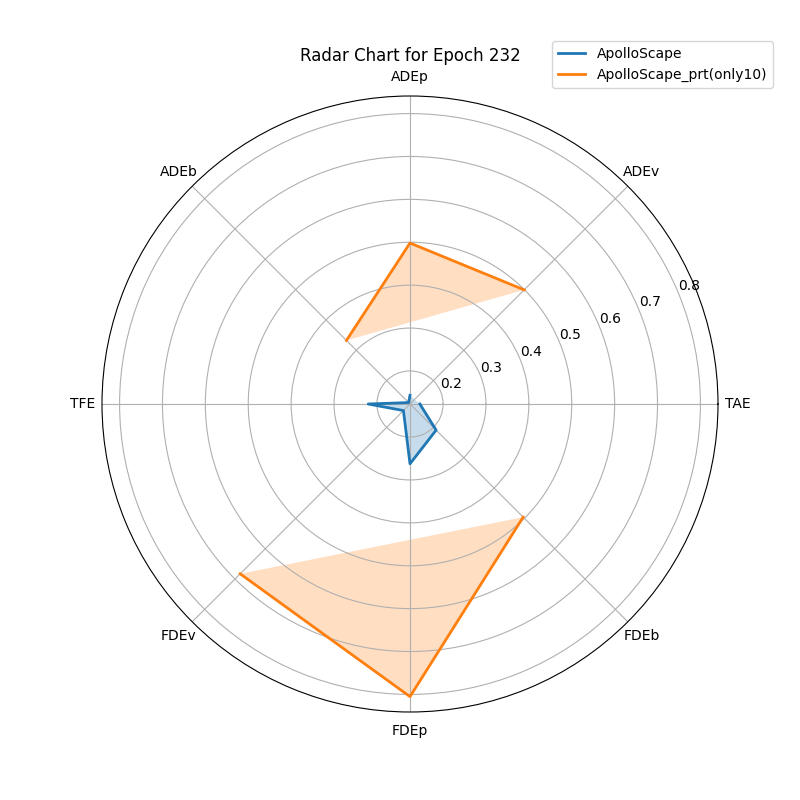 Radar Chart for Epoch 232
ApolloScape
ApolloScape_prt(only10)
ADEp
ADEb
ADEv
0.8
0.7
0.6
0.5
0.4
0.3
0.2
TFE
TAE
FDEv
FDEb
FDEp